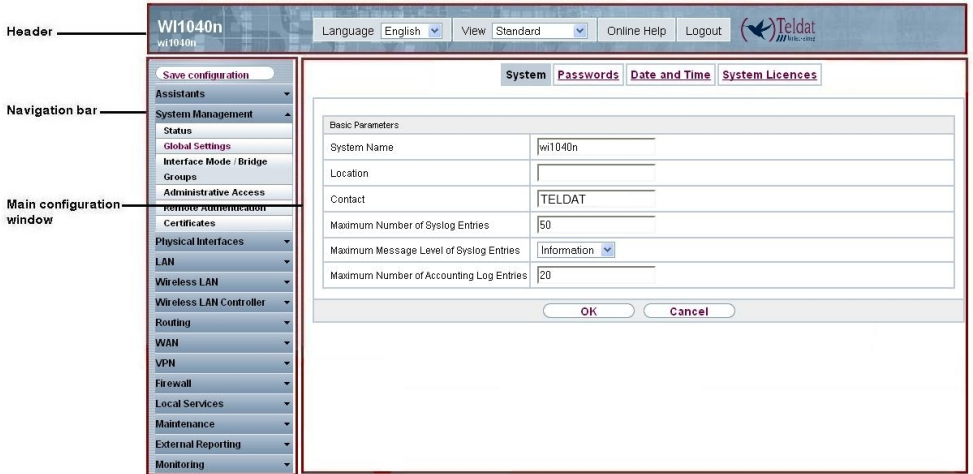 Header
WI1040n
wi1040n
Language English View Standard Online Help Logout
Teldat
Navigation bar
Save configuration
Assistants
System Management
Status
Global Settings
Interface Mode / Bridge
Groups
Administrative Access
Remote Authentication
Certificates
Physical Interfaces
LAN
Wireless LAN
Wireless LAN Controller
Routing
WAN
VPN
Firewall
Local Services
Maintenance
External Reporting
Monitoring
Main configuration
window
System Passwords Date and Time System Licences
Basic Parameters
System Name wi1040n
Location
Contact TELDAT
Maximum Number of Syslog Entries 50
Maximum Message Level of Syslog Entries Information
Maximum Number of Accounting Log Entries 20
OK Cancel